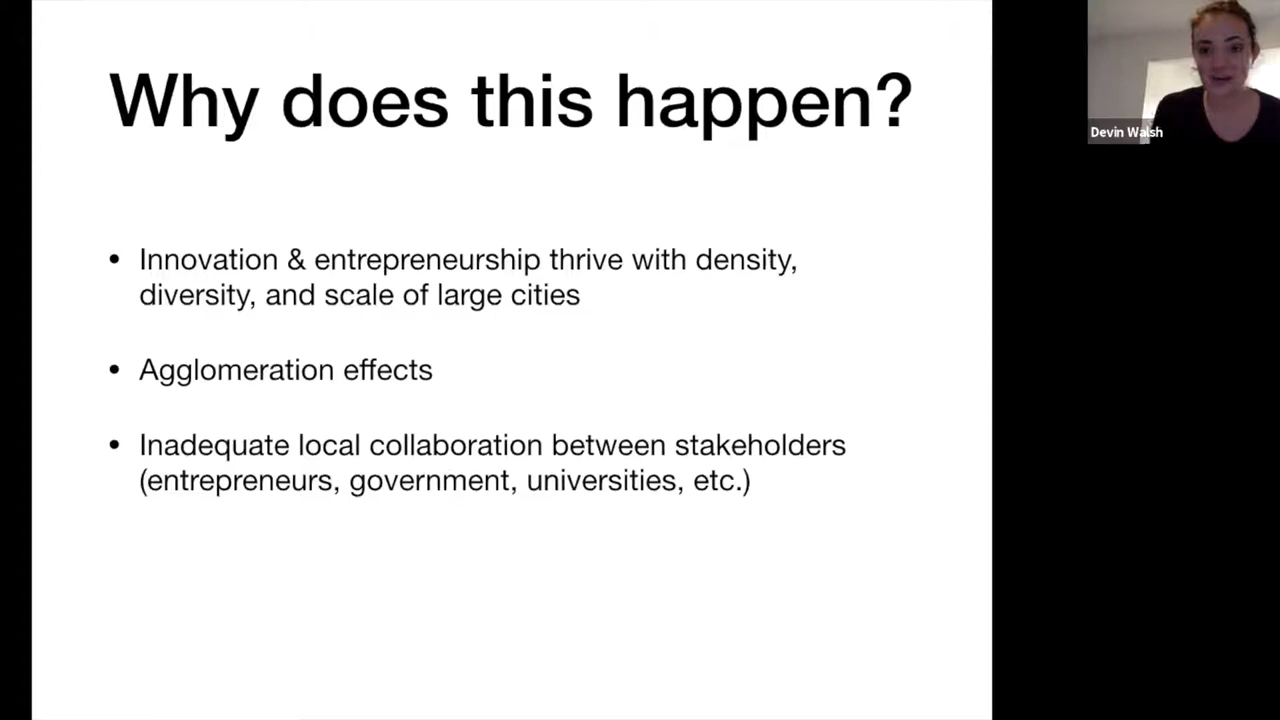 Why does this happen?
• Innovation & entrepreneurship thrive with density,
diversity, and scale of large cities
• Agglomeration effects
• Inadequate local collaboration between stakeholders
(entrepreneurs, government, universities, etc.)
Devin Walsh